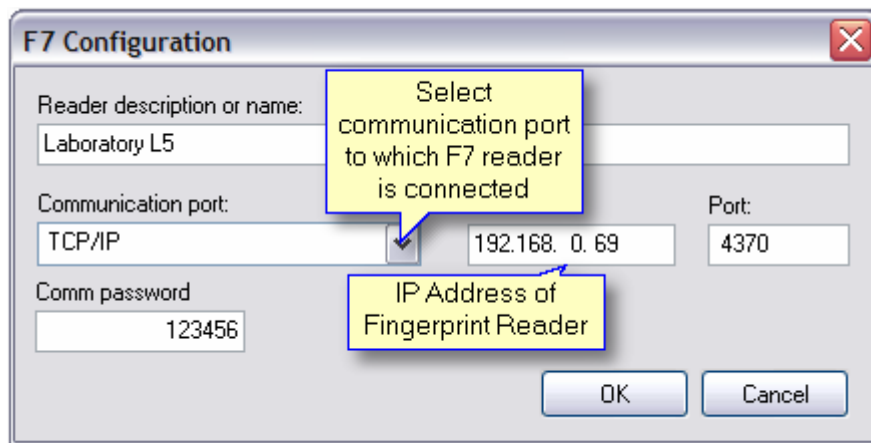 F7 Configuration
Reader description or name:
Laboratory L5
Select
communication port
to which F7 reader
is connected
Communication port:
Port:
TCP/IP
192.168. 0. 69
4370
Comm password
123456
IP Address of
Fingerprint Reader
OK
Cancel